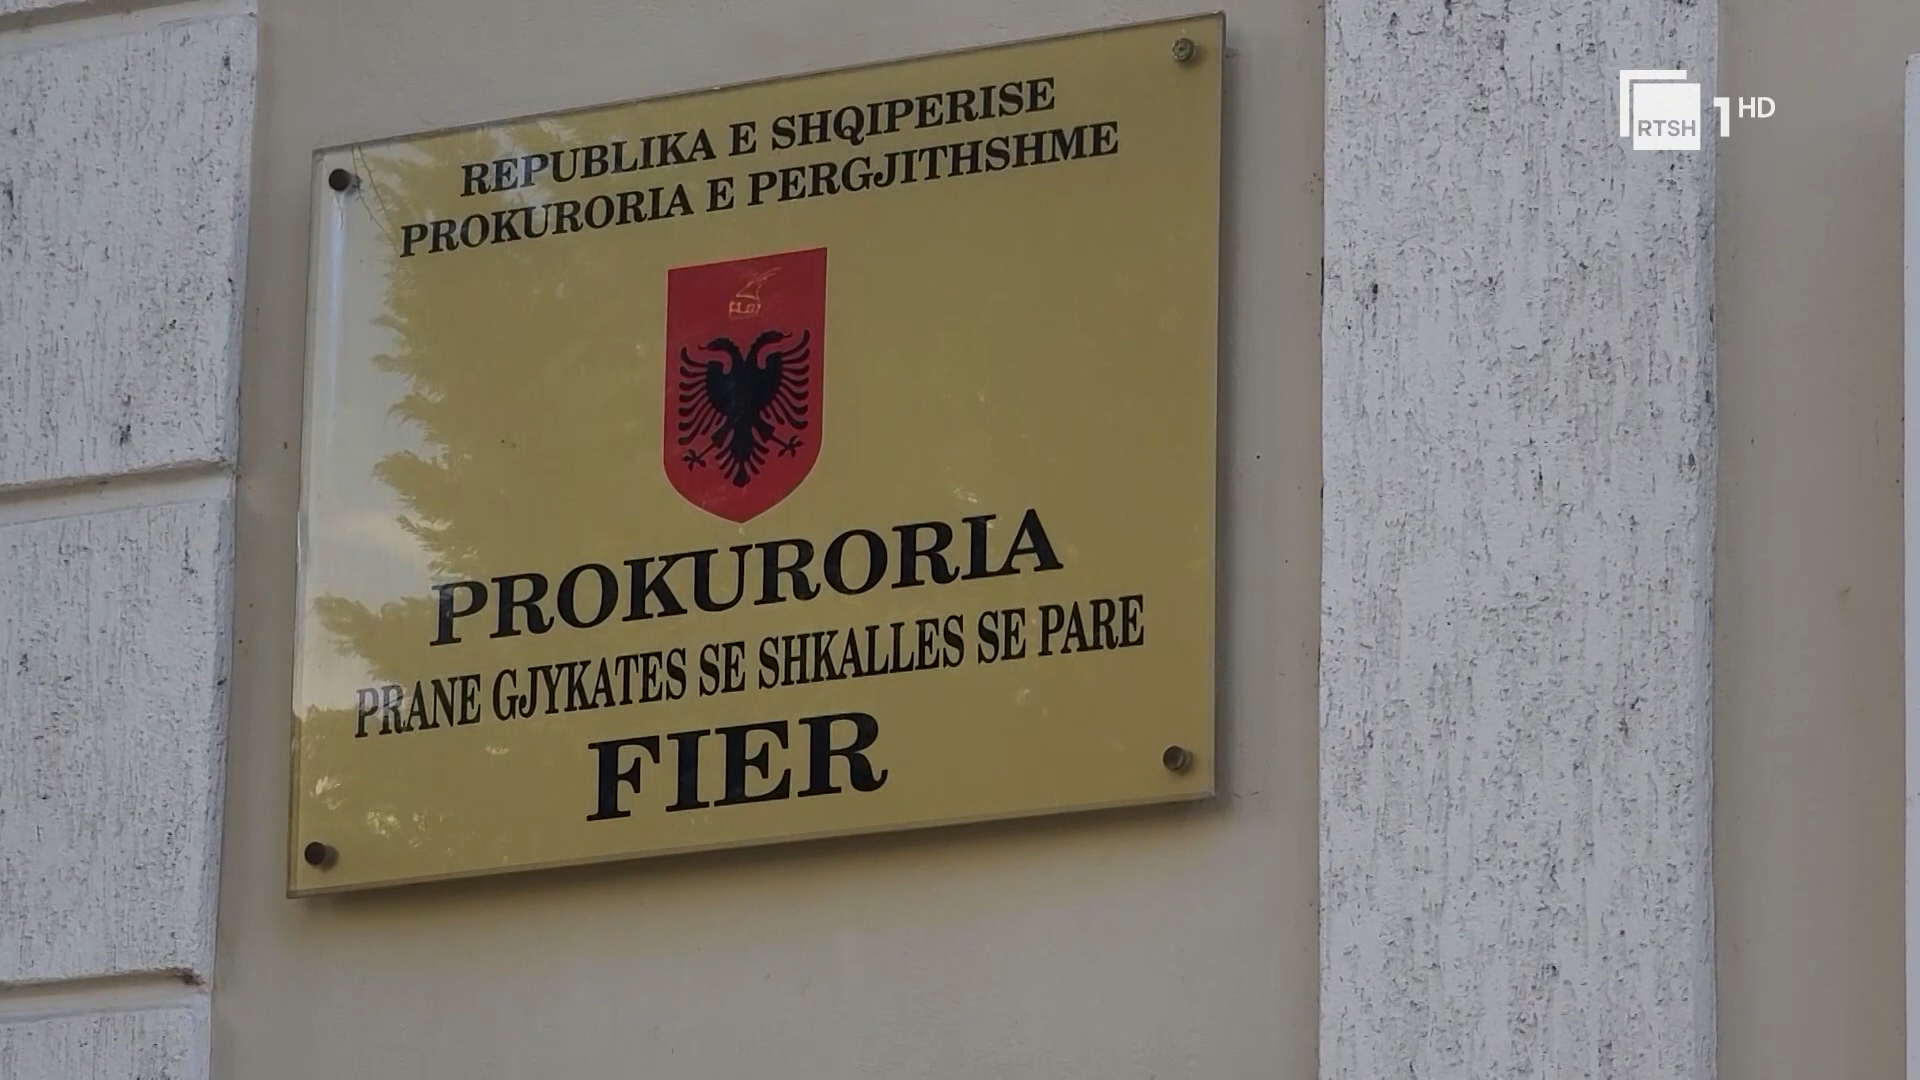 REPUBLIKA E SHQIPERISE
PROKURORIA E PERGJITHSHME
PROKURORIA
PRANE GJYKATES SE SHKALLES SE PARE
FIER
RTSH 1 HD